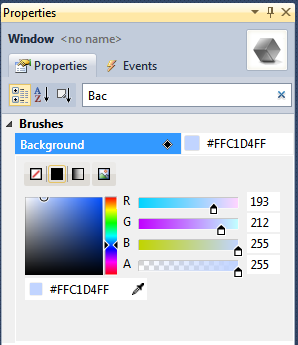 Properties
Window <no name>
Properties Events
A Z Bac x
Brushes
Background #FFC1D4FF
R 193
G 212
B 255
A 255
#FFC1D4FF